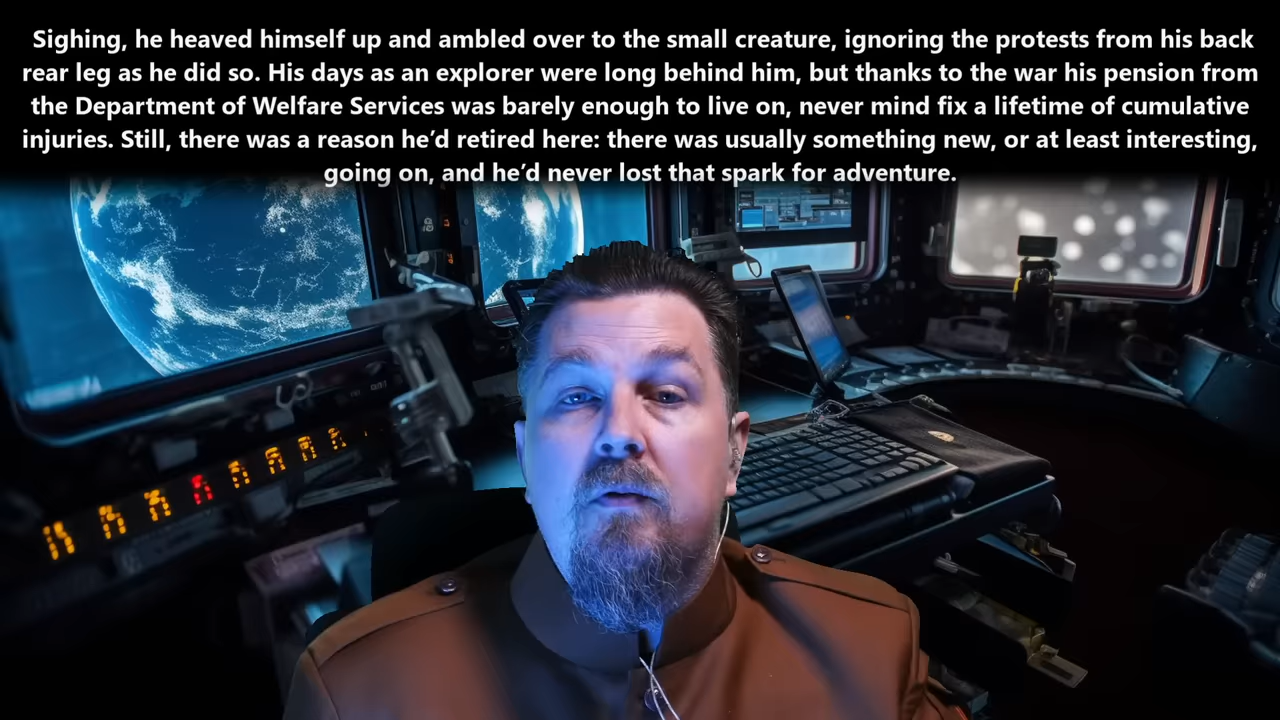 Sighing, he heaved himself up and ambled over to the small creature, ignoring the protests from his back
rear leg as he did so. His days as an explorer were long behind him, but thanks to the war his pension from
the Department of Welfare Services was barely enough to live on, never mind fix a lifetime of cumulative
injuries. Still, there was a reason he’d retired here: there was usually something new, or at least interesting,
going on, and he’d never lost that spark for adventure.